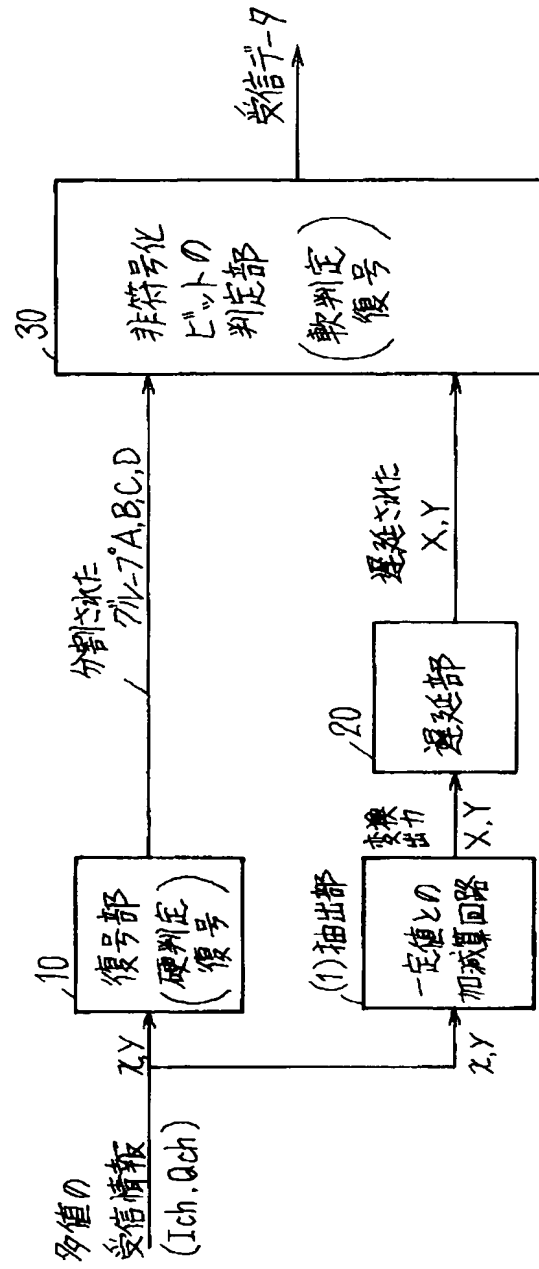 多値の
受信情報
(Ich, Qch)
x,y
10
復号部
(硬判定
復号)
分割された
グループA,B,C,D
x,y
(1)抽出部
一定値との
加減算回路
変換
出力
X,Y
20
遅延部
遅延された
X,Y
30
非符号化
ビットの
判定部
(軟判定
復号)
受信データ